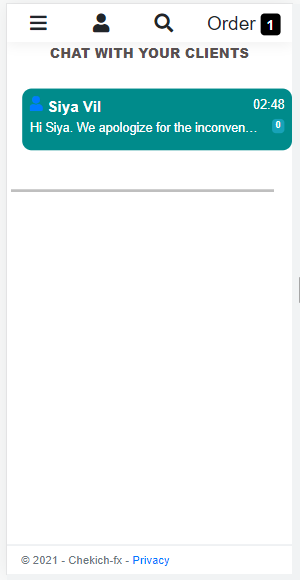 Order 1
CHAT WITH YOUR CLIENTS
Siya Vil 02:48
Hi Siya. We apologize for the inconven... 0
© 2021 - Chekich-fx - Privacy